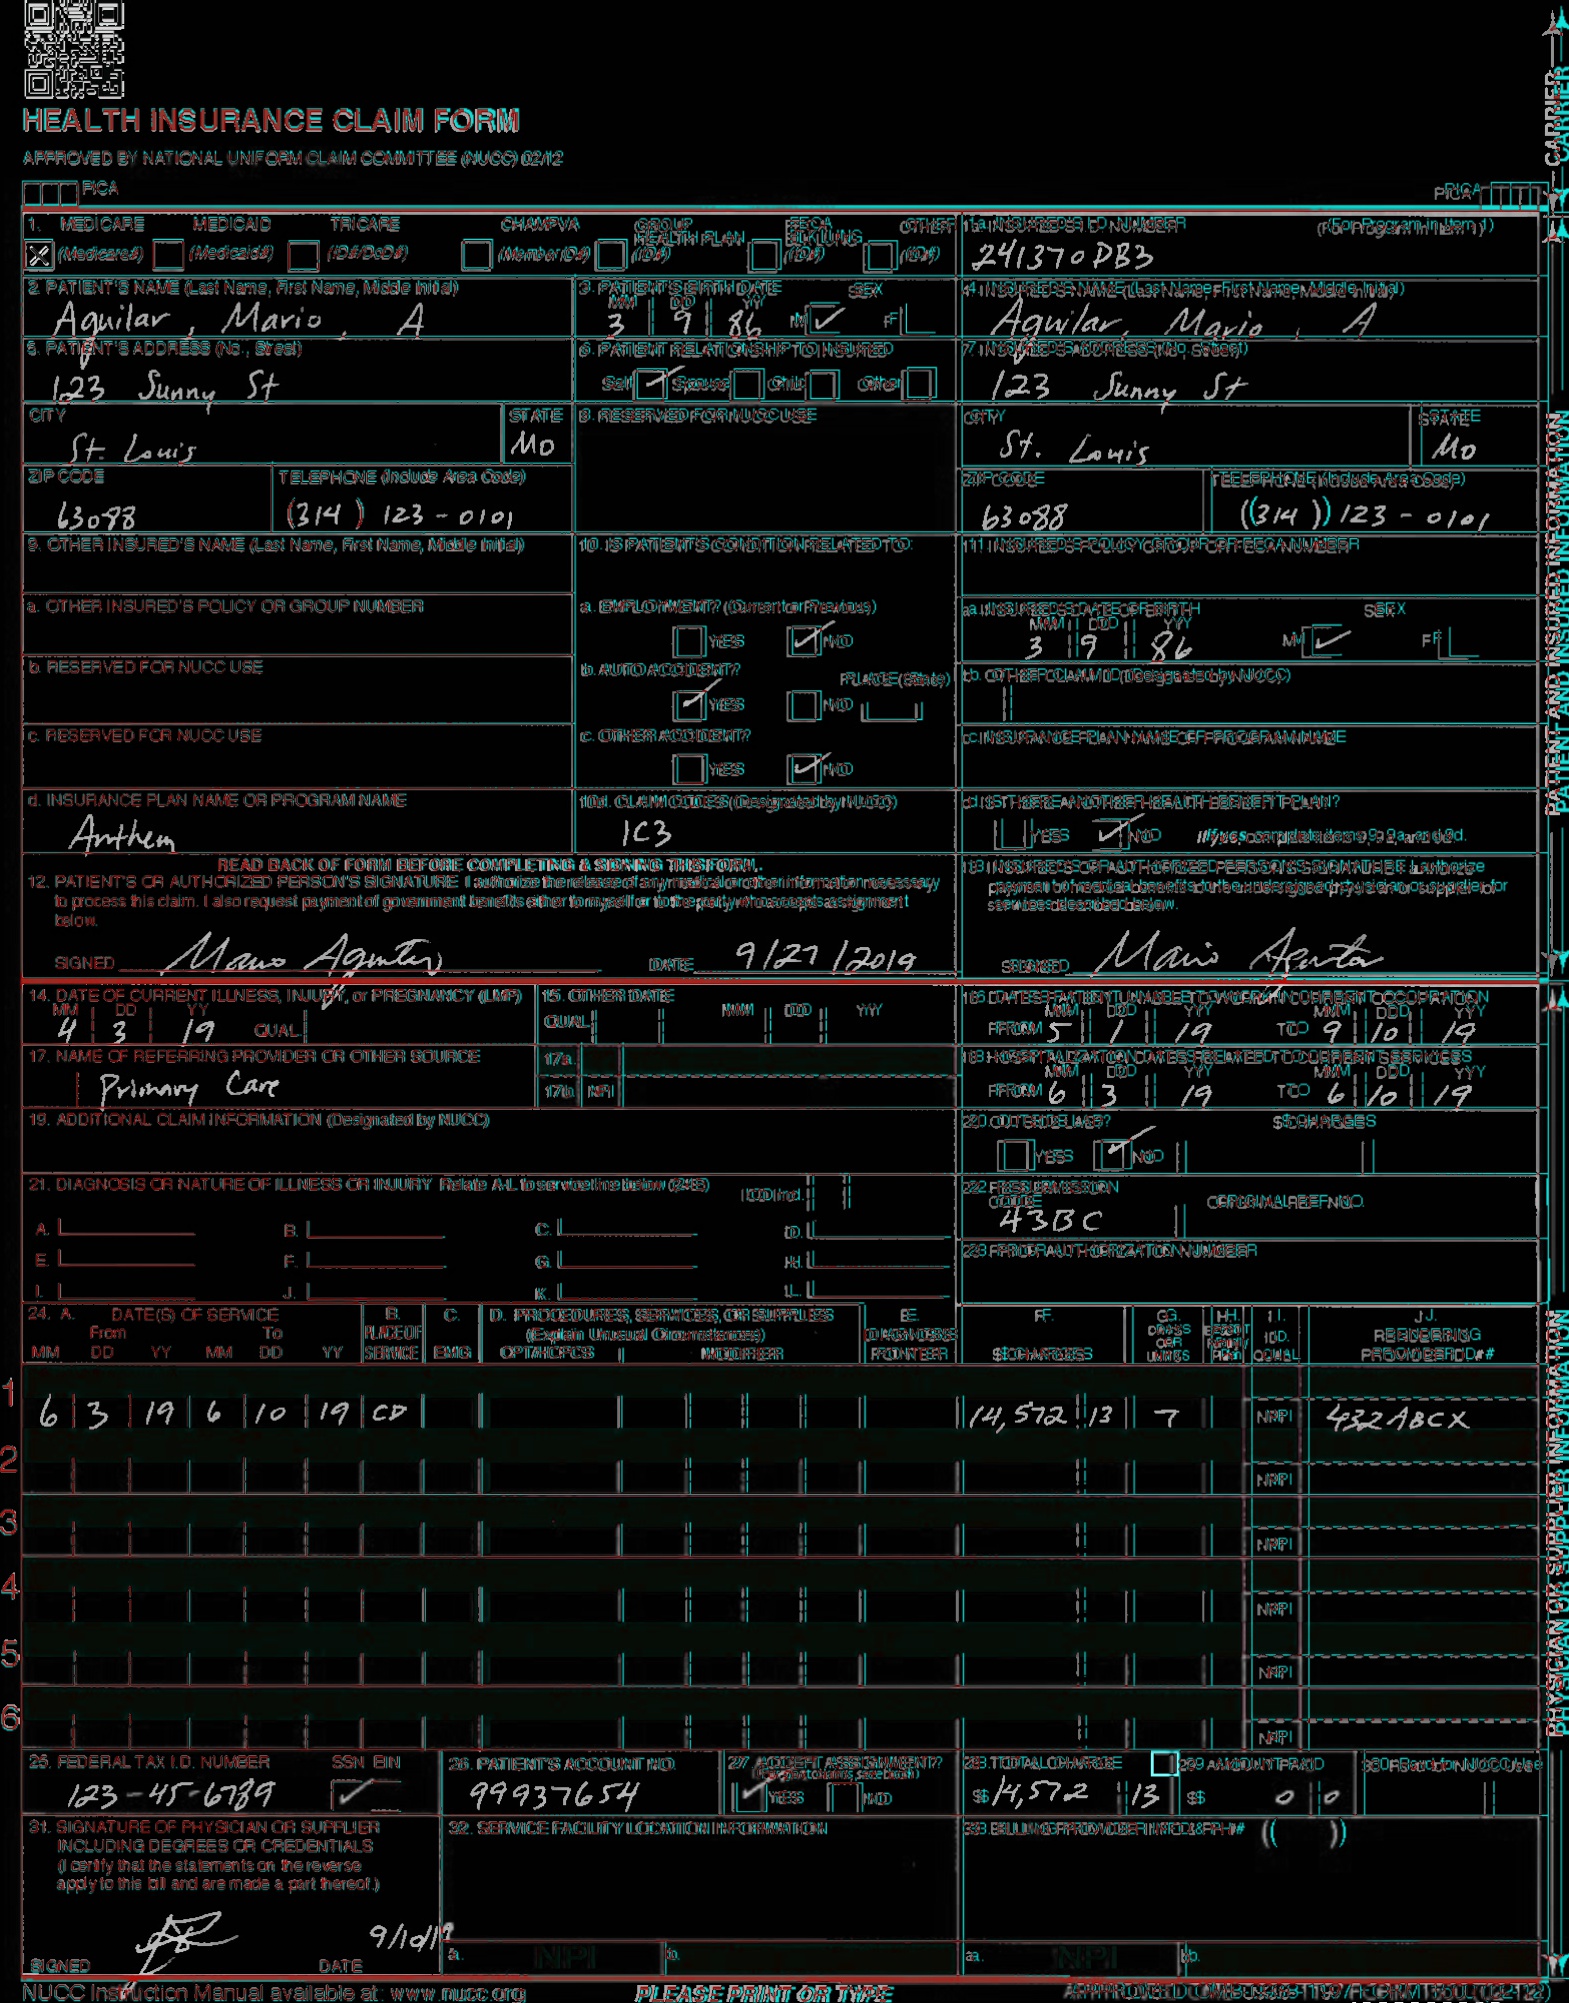 HEALTH INSURANCE CLAIM FORM
APPROVED BY NATIONAL UNIFORM CLAIM COMMITTEE (NUCC) 02/12
PICA PICA
CARRIER
1. MEDICARE MEDICAID TRICARE CHAMPVA GROUP HEALTH PLAN FECA BLK LUNG OTHER
(Medicare#) (Medicaid#) (ID#/DoD#) (Member ID#) (ID#) (ID#) (ID#)
1a. INSURED'S I.D. NUMBER (For Program in Item 1)
241370DB3
2. PATIENT'S NAME (Last Name, First Name, Middle Initial)
Aguilar, Mario, A
3. PATIENT'S BIRTH DATE SEX
MM DD YY
3 9 86 M F
4. INSURED'S NAME (Last Name, First Name, Middle Initial)
Aguilar, Mario, A
5. PATIENT'S ADDRESS (No., Street)
123 Sunny St
6. PATIENT RELATIONSHIP TO INSURED
Self Spouse Child Other
7. INSURED'S ADDRESS (No., Street)
123 Sunny St
CITY STATE
St. Louis MO
8. RESERVED FOR NUCC USE
CITY STATE
St. Louis Mo
ZIP CODE TELEPHONE (Include Area Code)
63088 (314) 123-0101
ZIP CODE TELEPHONE (Include Area Code)
63088 (314) 123-0101
9. OTHER INSURED'S NAME (Last Name, First Name, Middle Initial)
10. IS PATIENT'S CONDITION RELATED TO:
11. INSURED'S POLICY GROUP OR FECA NUMBER
a. OTHER INSURED'S POLICY OR GROUP NUMBER
a. EMPLOYMENT? (Current or Previous)
YES NO
a. INSURED'S DATE OF BIRTH SEX
MM DD YY
3 9 86 M F
b. RESERVED FOR NUCC USE
b. AUTO ACCIDENT? PLACE (State)
YES NO
b. OTHER CLAIM ID (Designated by NUCC)
c. RESERVED FOR NUCC USE
c. OTHER ACCIDENT?
YES NO
c. INSURANCE PLAN NAME OR PROGRAM NAME
d. INSURANCE PLAN NAME OR PROGRAM NAME
Anthem
10d. CLAIM CODES (Designated by NUCC)
1C3
d. IS THERE ANOTHER HEALTH BENEFIT PLAN?
YES NO If yes, complete items 9, 9a, and 9d.
PATIENT AND INSURED INFORMATION
READ BACK OF FORM BEFORE COMPLETING & SIGNING THIS FORM.
12. PATIENT'S OR AUTHORIZED PERSON'S SIGNATURE I authorize the release of any medical or other information necessary
to process this claim. I also request payment of government benefits either to myself or to the party who accepts assignment
below.
SIGNED DATE 9/27/2019
13. INSURED'S OR AUTHORIZED PERSON'S SIGNATURE I authorize
payment of medical benefits to the undersigned physician or supplier for
services described below.
SIGNED
14. DATE OF CURRENT ILLNESS, INJURY, or PREGNANCY (LMP)
MM DD YY
4 3 19 QUAL.
15. OTHER DATE
QUAL. MM DD YY
16. DATES PATIENT UNABLE TO WORK IN CURRENT OCCUPATION
MM DD YY MM DD YY
FROM 5 1 19 TO 9 10 19
17. NAME OF REFERRING PROVIDER OR OTHER SOURCE
Primary Care
17a.
17b. NPI
18. HOSPITALIZATION DATES RELATED TO CURRENT SERVICES
MM DD YY MM DD YY
FROM 6 3 19 TO 6 10 19
19. ADDITIONAL CLAIM INFORMATION (Designated by NUCC)
20. OUTSIDE LAB? $ CHARGES
YES NO
21. DIAGNOSIS OR NATURE OF ILLNESS OR INJURY Relate A-L to service line below (24E)
ICD Ind.
A. B. C. D.
E. F. G. H.
I. J. K. L.
22. RESUBMISSION CODE ORIGINAL REF. NO.
43BC
23. PRIOR AUTHORIZATION NUMBER
24. A. DATE(S) OF SERVICE B. C. D. PROCEDURES, SERVICES, OR SUPPLIES E. F. G. H. I. J.
From To PLACE OF (Explain Unusual Circumstances) DIAGNOSIS DAYS OR UNITS EPSDT Family Plan ID. RENDERING
MM DD YY MM DD YY SERVICE EMG CPT/HCPCS MODIFIER POINTER $ CHARGES QUAL. PROVIDER ID. #
1 6 3 19 6 10 19 CD 14,572 13 7 NPI 432ABCX
2 NPI
3 NPI
4 NPI
5 NPI
6 NPI
PHYSICIAN OR SUPPLIER INFORMATION
25. FEDERAL TAX I.D. NUMBER SSN EIN
123-45-6789
26. PATIENT'S ACCOUNT NO.
99937654
27. ACCEPT ASSIGNMENT?
(For govt. claims, see back)
YES NO
28. TOTAL CHARGE
$ 14,572 13
29. AMOUNT PAID
$ 0 0
30. Rsvd for NUCC Use
31. SIGNATURE OF PHYSICIAN OR SUPPLIER
INCLUDING DEGREES OR CREDENTIALS
(I certify that the statements on the reverse
apply to this bill and are made a part thereof.)
9/10/19
SIGNED DATE
32. SERVICE FACILITY LOCATION INFORMATION
a. NPI b.
33. BILLING PROVIDER INFO & PH # ( )
a. NPI b.
NUCC Instruction Manual available at: www.nucc.org
PLEASE PRINT OR TYPE
APPROVED OMB-0938-1197 FORM 1500 (02-12)